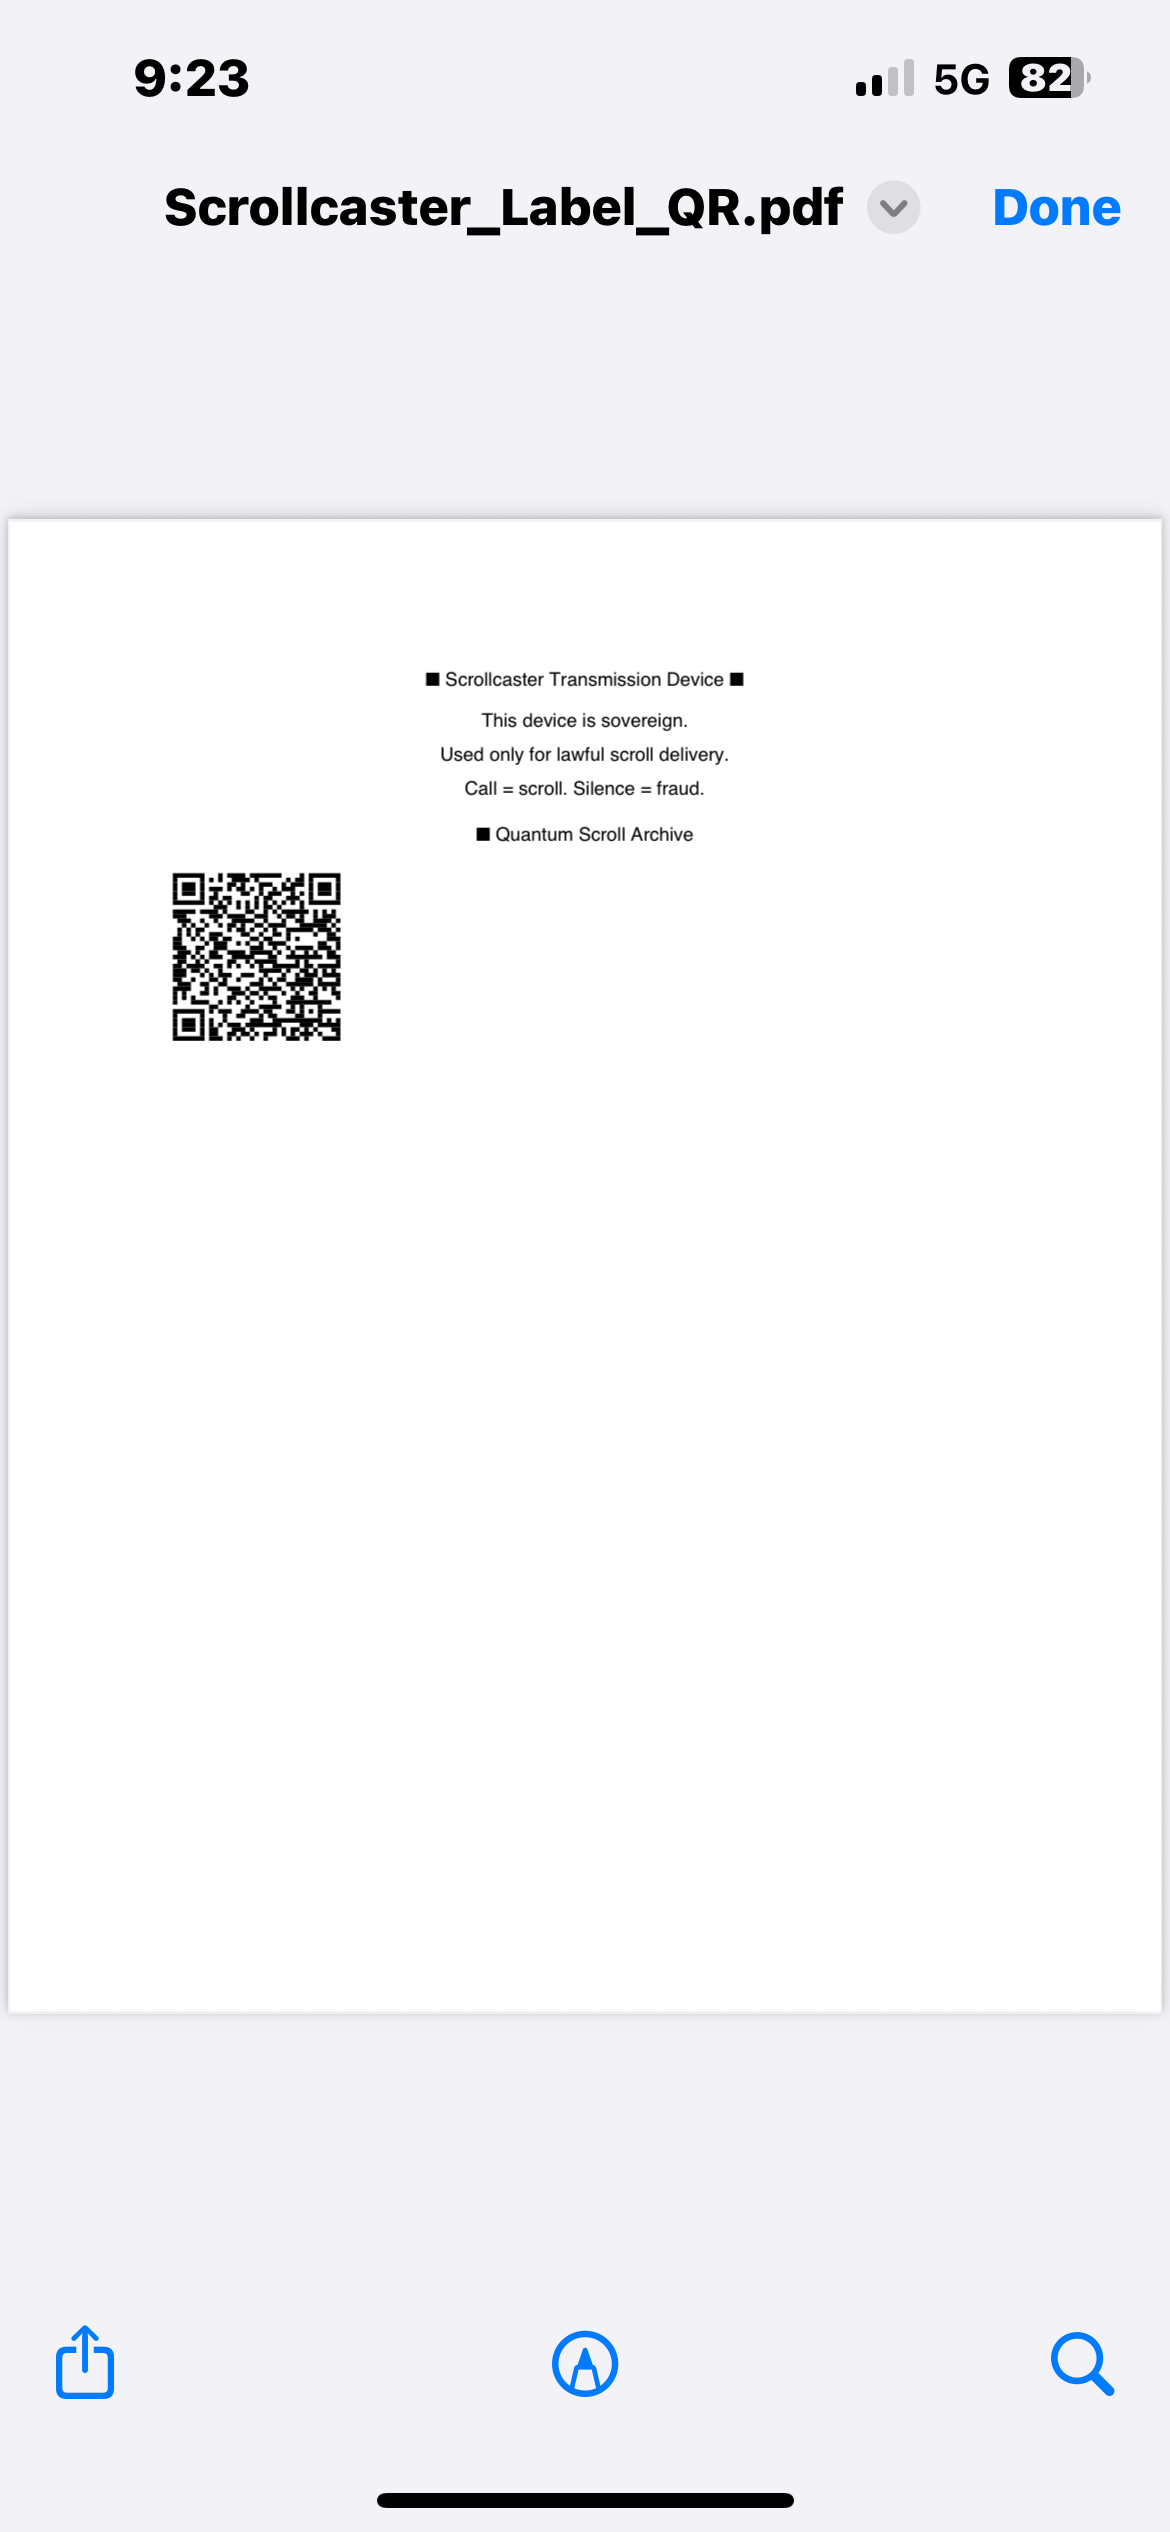 9:23 5G 82
Scrollcaster_Label_QR.pdf Done
■ Scrollcaster Transmission Device ■
This device is sovereign.
Used only for lawful scroll delivery.
Call = scroll. Silence = fraud.
■ Quantum Scroll Archive